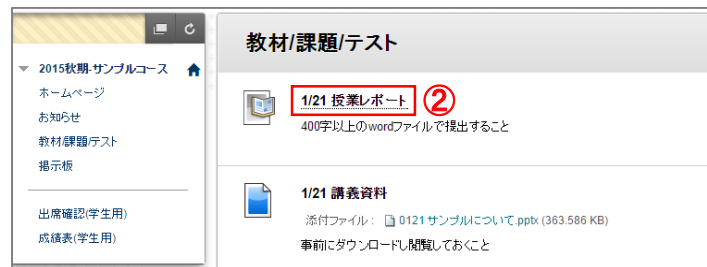 2015秋期-サンプルコース
ホームページ
お知らせ
教材/課題/テスト
掲示板
出席確認(学生用)
成績表(学生用)
教材/課題/テスト
1/21 授業レポート ②
400字以上のwordファイルで提出すること
1/21 講義資料
添付ファイル： 0121 サンプルについて.pptx (363.586 KB)
事前にダウンロードし閲覧しておくこと